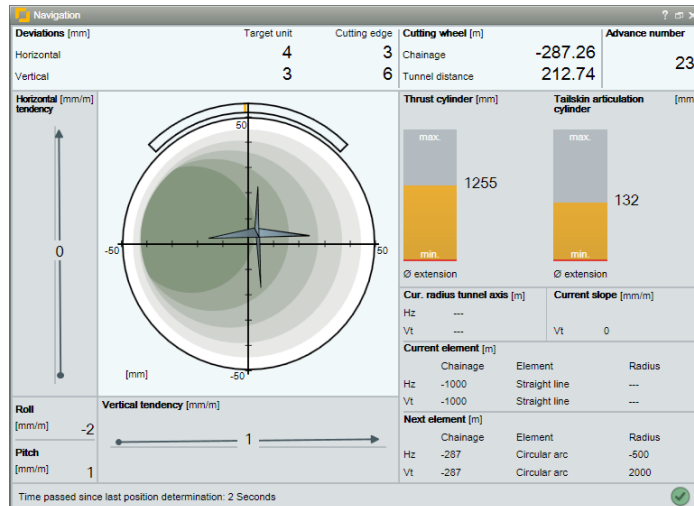 Navigation
Deviations [mm] Target unit Cutting edge
Horizontal 4 3
Vertical 3 6
Cutting wheel [m]
Chainage -287.26
Tunnel distance 212.74
Advance number
23
Horizontal [mm/m]
tendency
0
50
-50 50
-50
[mm]
Thrust cylinder [mm]
max.
1255
min.
Ø extension
Tailskin articulation [mm
cylinder
max.
132
min.
Ø extension
Cur. radius tunnel axis [m]
Hz ---
Vt ---
Current slope [mm/m]
Vt 0
Current element [m]
Chainage Element Radius
Hz -1000 Straight line ---
Vt -1000 Straight line ---
Roll
[mm/m] -2
Pitch
[mm/m] 1
Vertical tendency [mm/m]
1
Next element [m]
Chainage Element Radius
Hz -287 Circular arc -500
Vt -287 Circular arc 2000
Time passed since last position determination: 2 Seconds